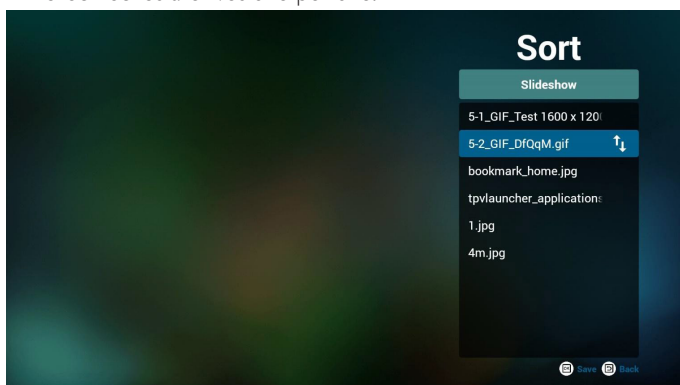 Sort
Slideshow
5-1_GIF_Test 1600 x 120
5-2_GIF_DfQqM.gif
bookmark_home.jpg
tpvlauncher_application
1.jpg
4m.jpg
Save Back